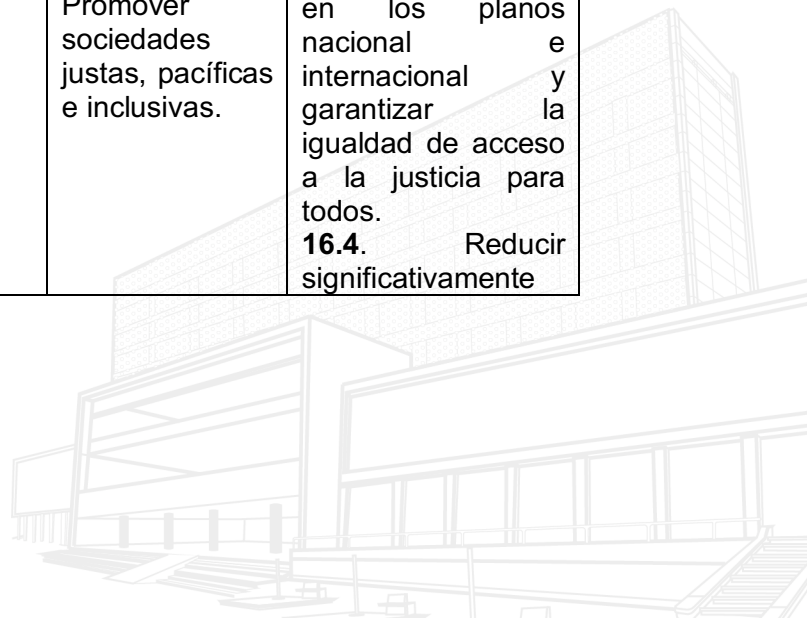 Promover
sociedades
justas, pacíficas
e inclusivas.
en los planos
nacional e
internacional y
garantizar la
igualdad de acceso
a la justicia para
todos.
16.4. Reducir
significativamente